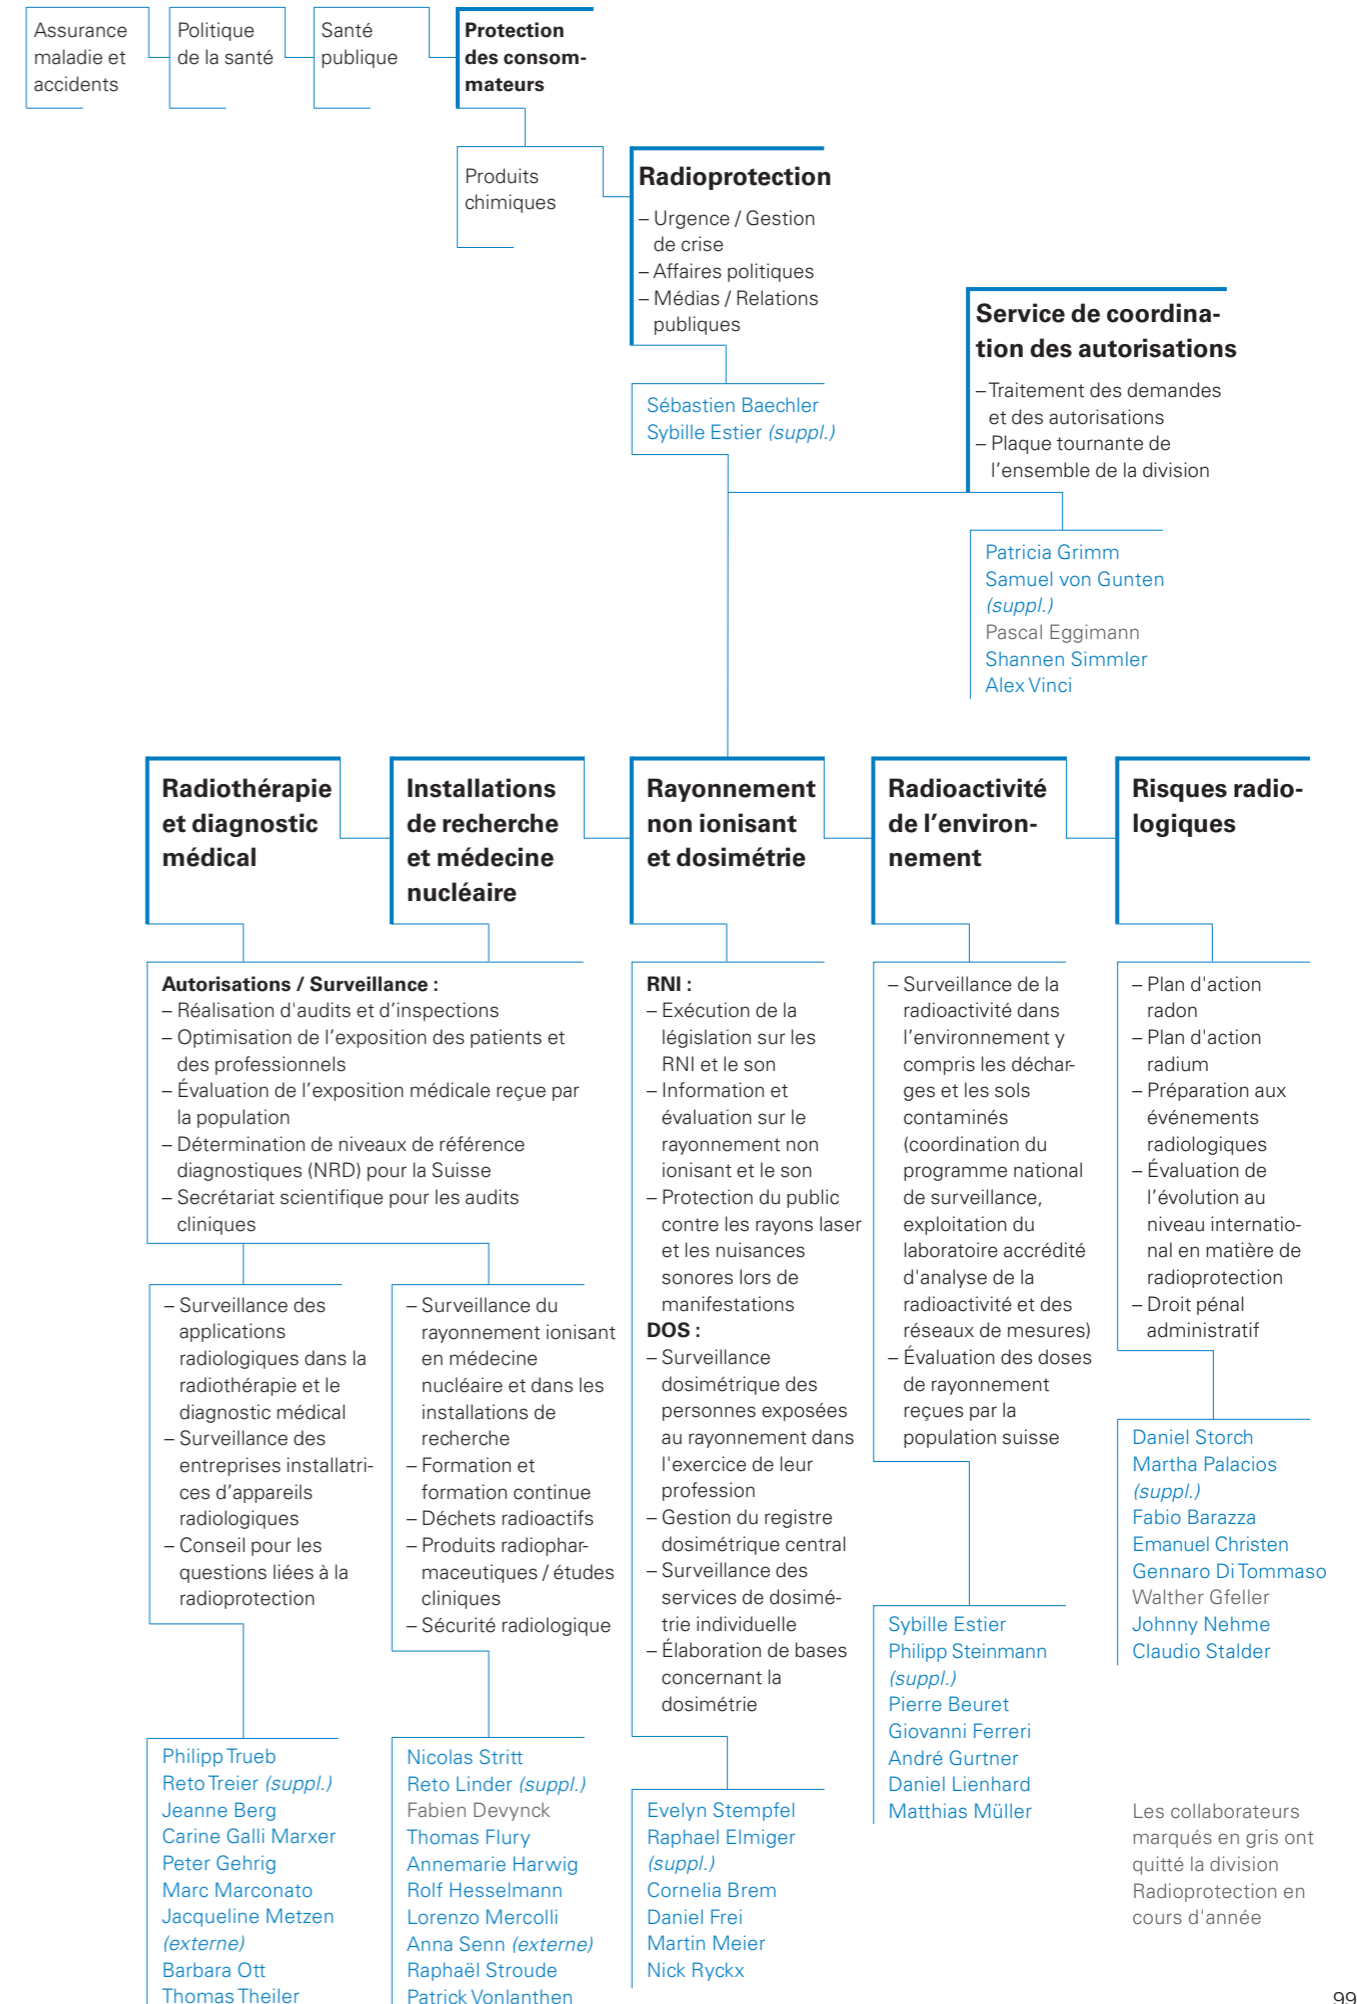 Assurance
maladie et
accidents
Politique
de la santé
Santé
publique
Protection
des consom-
mateurs
Produits
chimiques
Radioprotection
– Urgence / Gestion
de crise
– Affaires politiques
– Médias / Relations
publiques
Sébastien Baechler
Sybille Estier (suppl.)
Service de coordina-
tion des autorisations
– Traitement des demandes
et des autorisations
– Plaque tournante de
l’ensemble de la division
Patricia Grimm
Samuel von Gunten
(suppl.)
Pascal Eggimann
Shannen Simmler
Alex Vinci
Radiothérapie
et diagnostic
médical
Installations
de recherche
et médecine
nucléaire
Rayonnement
non ionisant
et dosimétrie
Radioactivité
de l’environ-
nement
Risques radio-
logiques
Autorisations / Surveillance :
– Réalisation d'audits et d’inspections
– Optimisation de l’exposition des patients et
des professionnels
– Évaluation de l’exposition médicale reçue par
la population
– Détermination de niveaux de référence
diagnostiques (NRD) pour la Suisse
– Secrétariat scientifique pour les audits
cliniques
– Surveillance des
applications
radiologiques dans la
radiothérapie et le
diagnostic médical
– Surveillance des
entreprises installatri-
ces d’appareils
radiologiques
– Conseil pour les
questions liées à la
radioprotection
Philipp Trueb
Reto Treier (suppl.)
Jeanne Berg
Carine Galli Marxer
Peter Gehrig
Marc Marconato
Jacqueline Metzen
(externe)
Barbara Ott
Thomas Theiler
– Surveillance du
rayonnement ionisant
en médecine
nucléaire et dans les
installations de
recherche
– Formation et
formation continue
– Déchets radioactifs
– Produits radiophar-
maceutiques / études
cliniques
– Sécurité radiologique
Nicolas Stritt
Reto Linder (suppl.)
Fabien Devynck
Thomas Flury
Annemarie Harwig
Rolf Hesselmann
Lorenzo Mercolli
Anna Senn (externe)
Raphaël Stroude
Patrick Vonlanthen
RNI :
– Exécution de la
législation sur les
RNI et le son
– Information et
évaluation sur le
rayonnement non
ionisant et le son
– Protection du public
contre les rayons laser
et les nuisances
sonores lors de
manifestations
DOS :
– Surveillance
dosimétrique des
personnes exposées
au rayonnement dans
l'exercice de leur
profession
– Gestion du registre
dosimétrique central
– Surveillance des
services de dosimé-
trie individuelle
– Élaboration de bases
concernant la
dosimétrie
Evelyn Stempfel
Raphael Elmiger
(suppl.)
Cornelia Brem
Daniel Frei
Martin Meier
Nick Ryckx
– Surveillance de la
radioactivité dans
l’environnement y
compris les déchar-
ges et les sols
contaminés
(coordination du
programme national
de surveillance,
exploitation du
laboratoire accrédité
d'analyse de la
radioactivité et des
réseaux de mesures)
– Évaluation des doses
de rayonnement
reçues par la
population suisse
Sybille Estier
Philipp Steinmann
(suppl.)
Pierre Beuret
Giovanni Ferreri
André Gurtner
Daniel Lienhard
Matthias Müller
– Plan d'action
radon
– Plan d'action
radium
– Préparation aux
événements
radiologiques
– Évaluation de
l’évolution au
niveau internatio-
nal en matière de
radioprotection
– Droit pénal
administratif
Daniel Storch
Martha Palacios
(suppl.)
Fabio Barazza
Emanuel Christen
Gennaro Di Tommaso
Walther Gfeller
Johnny Nehme
Claudio Stalder
Les collaborateurs
marqués en gris ont
quitté la division
Radioprotection en
cours d'année
99